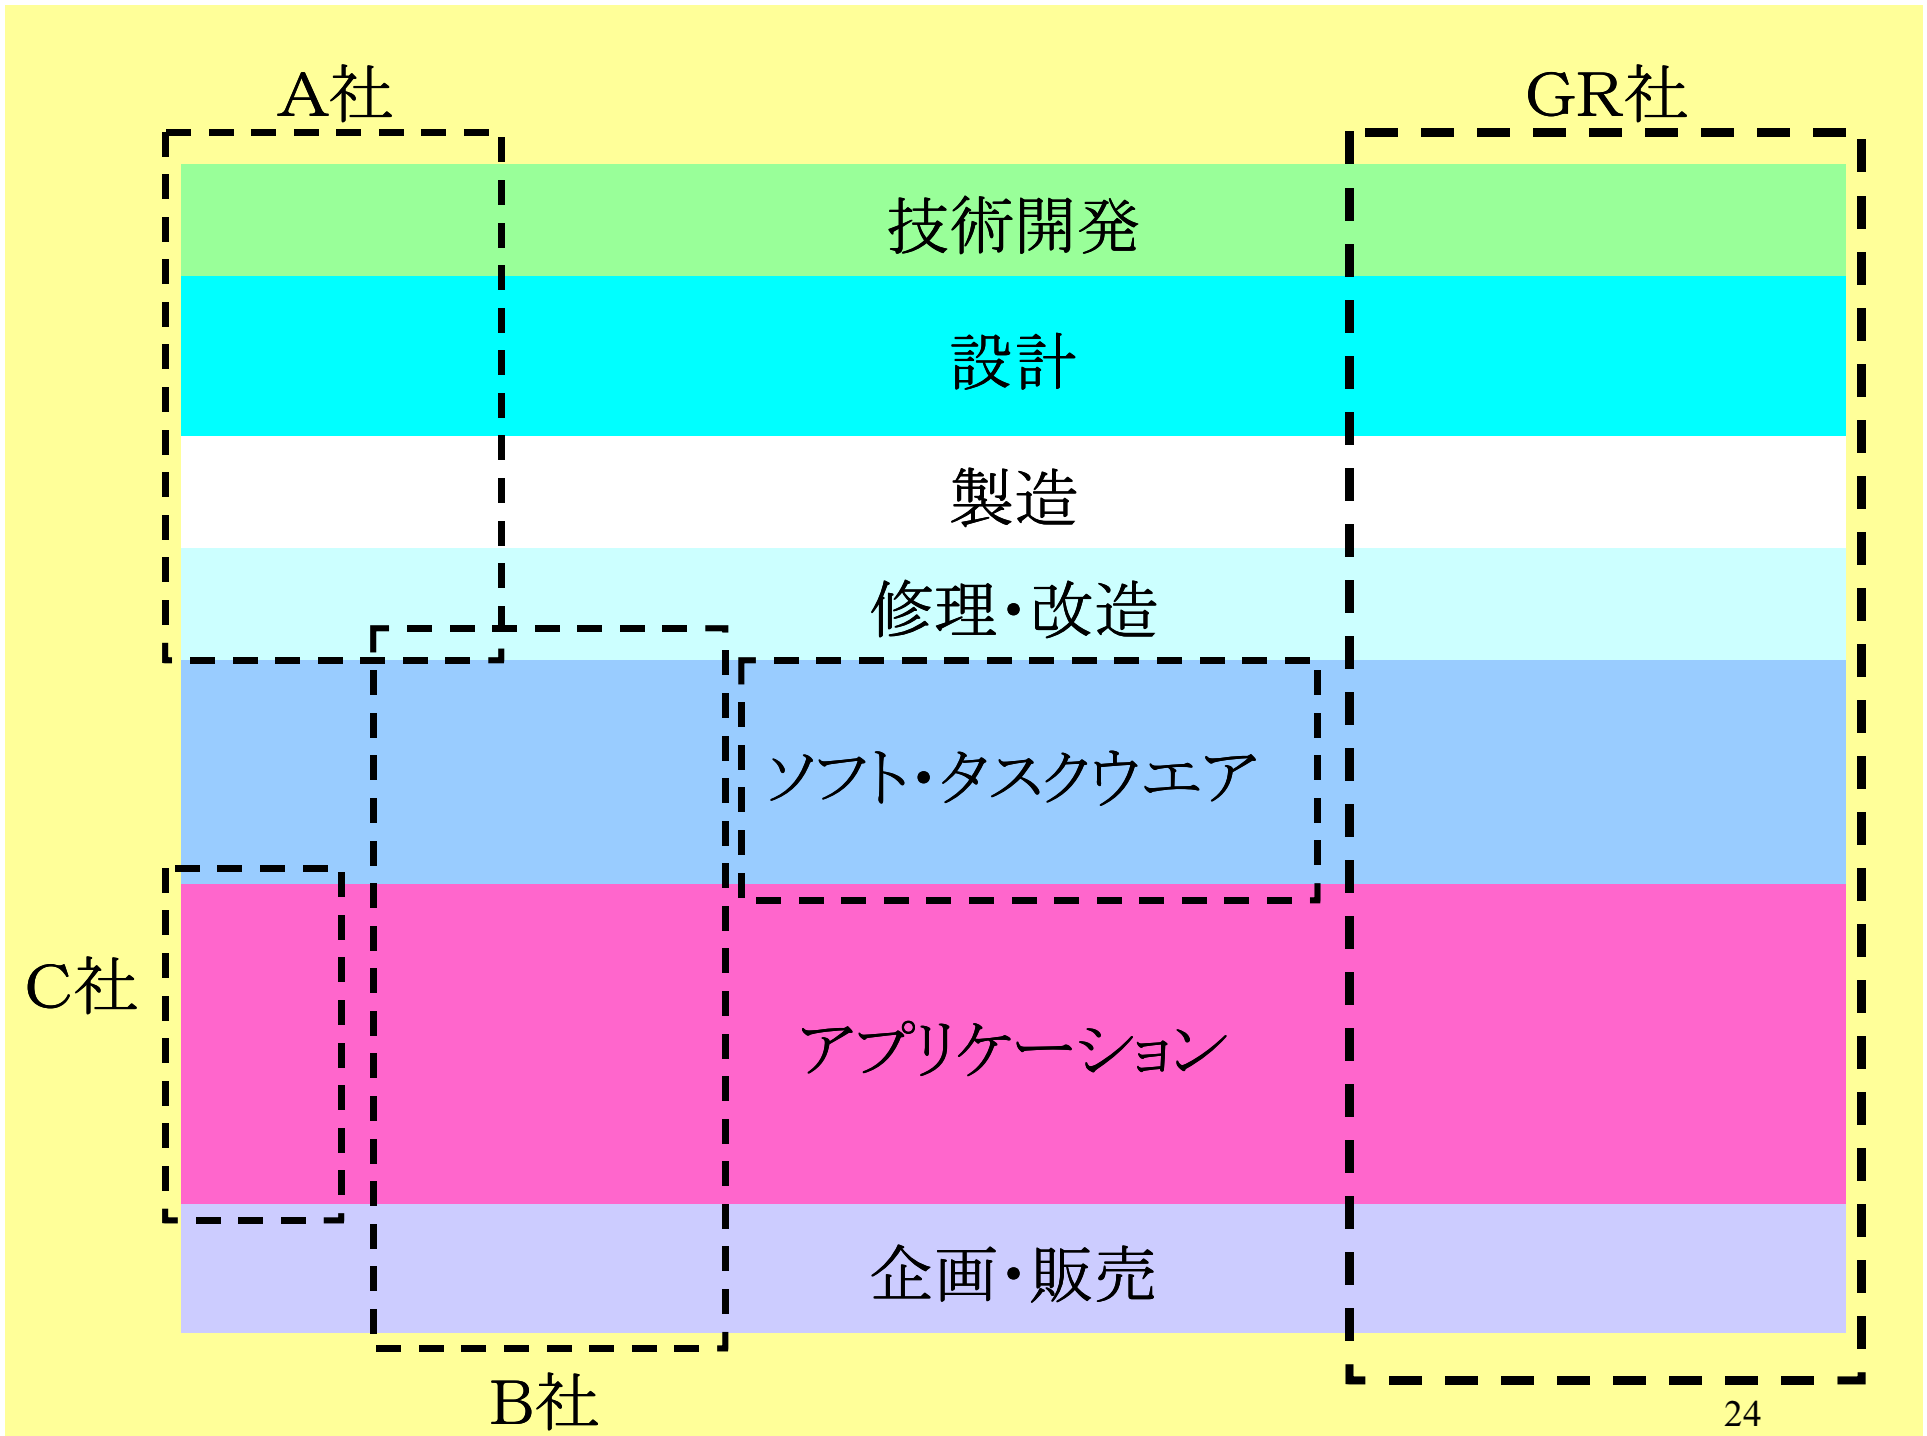 A社
GR社
技術開発
設計
製造
修理・改造
ソフト・タスクウエア
C社
アプリケーション
企画・販売
B社
24